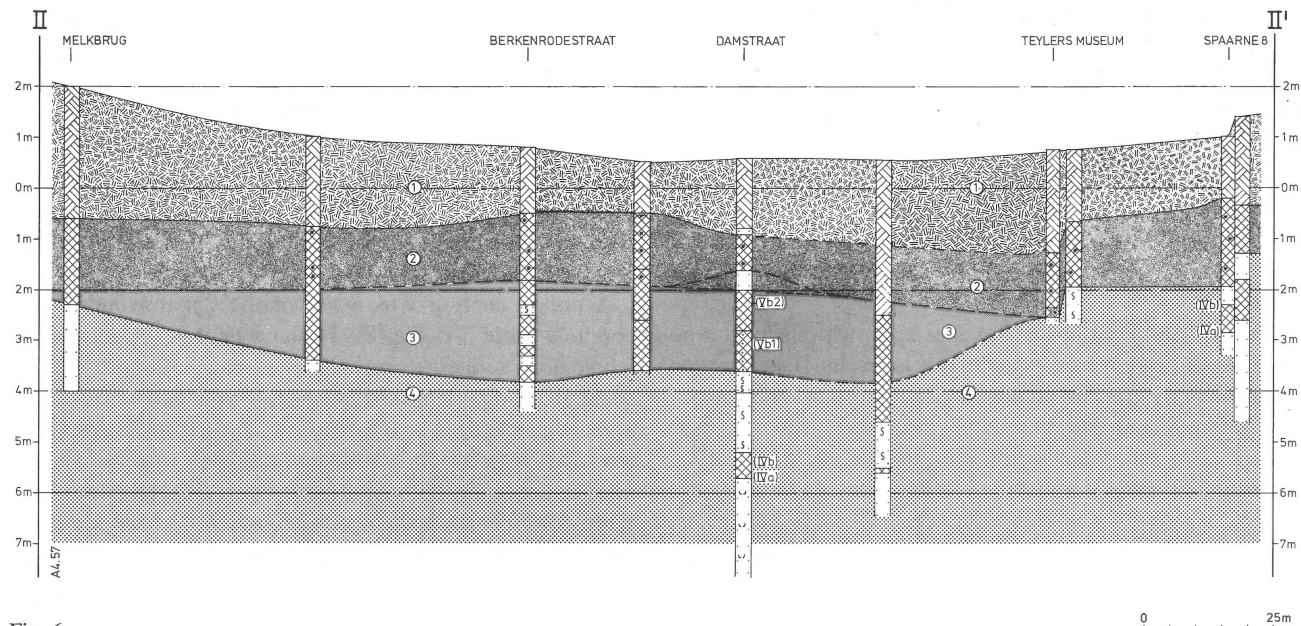 II II'
MELKBRUG BERKENRODESTRAAT DAMSTRAAT TEYLERS MUSEUM SPAARNE 8
2m 2m
1m 1m
0m ① ① 0m
1m 1m
② ②
2m 2m
(Vb2) (IVb)
3m ③ (Vb1) ③ (IVa) 3m
4m ④ ④ 4m
5m 5m
(IVb)
(IVa)
6m 6m
7m 7m
A4.57
0 25m